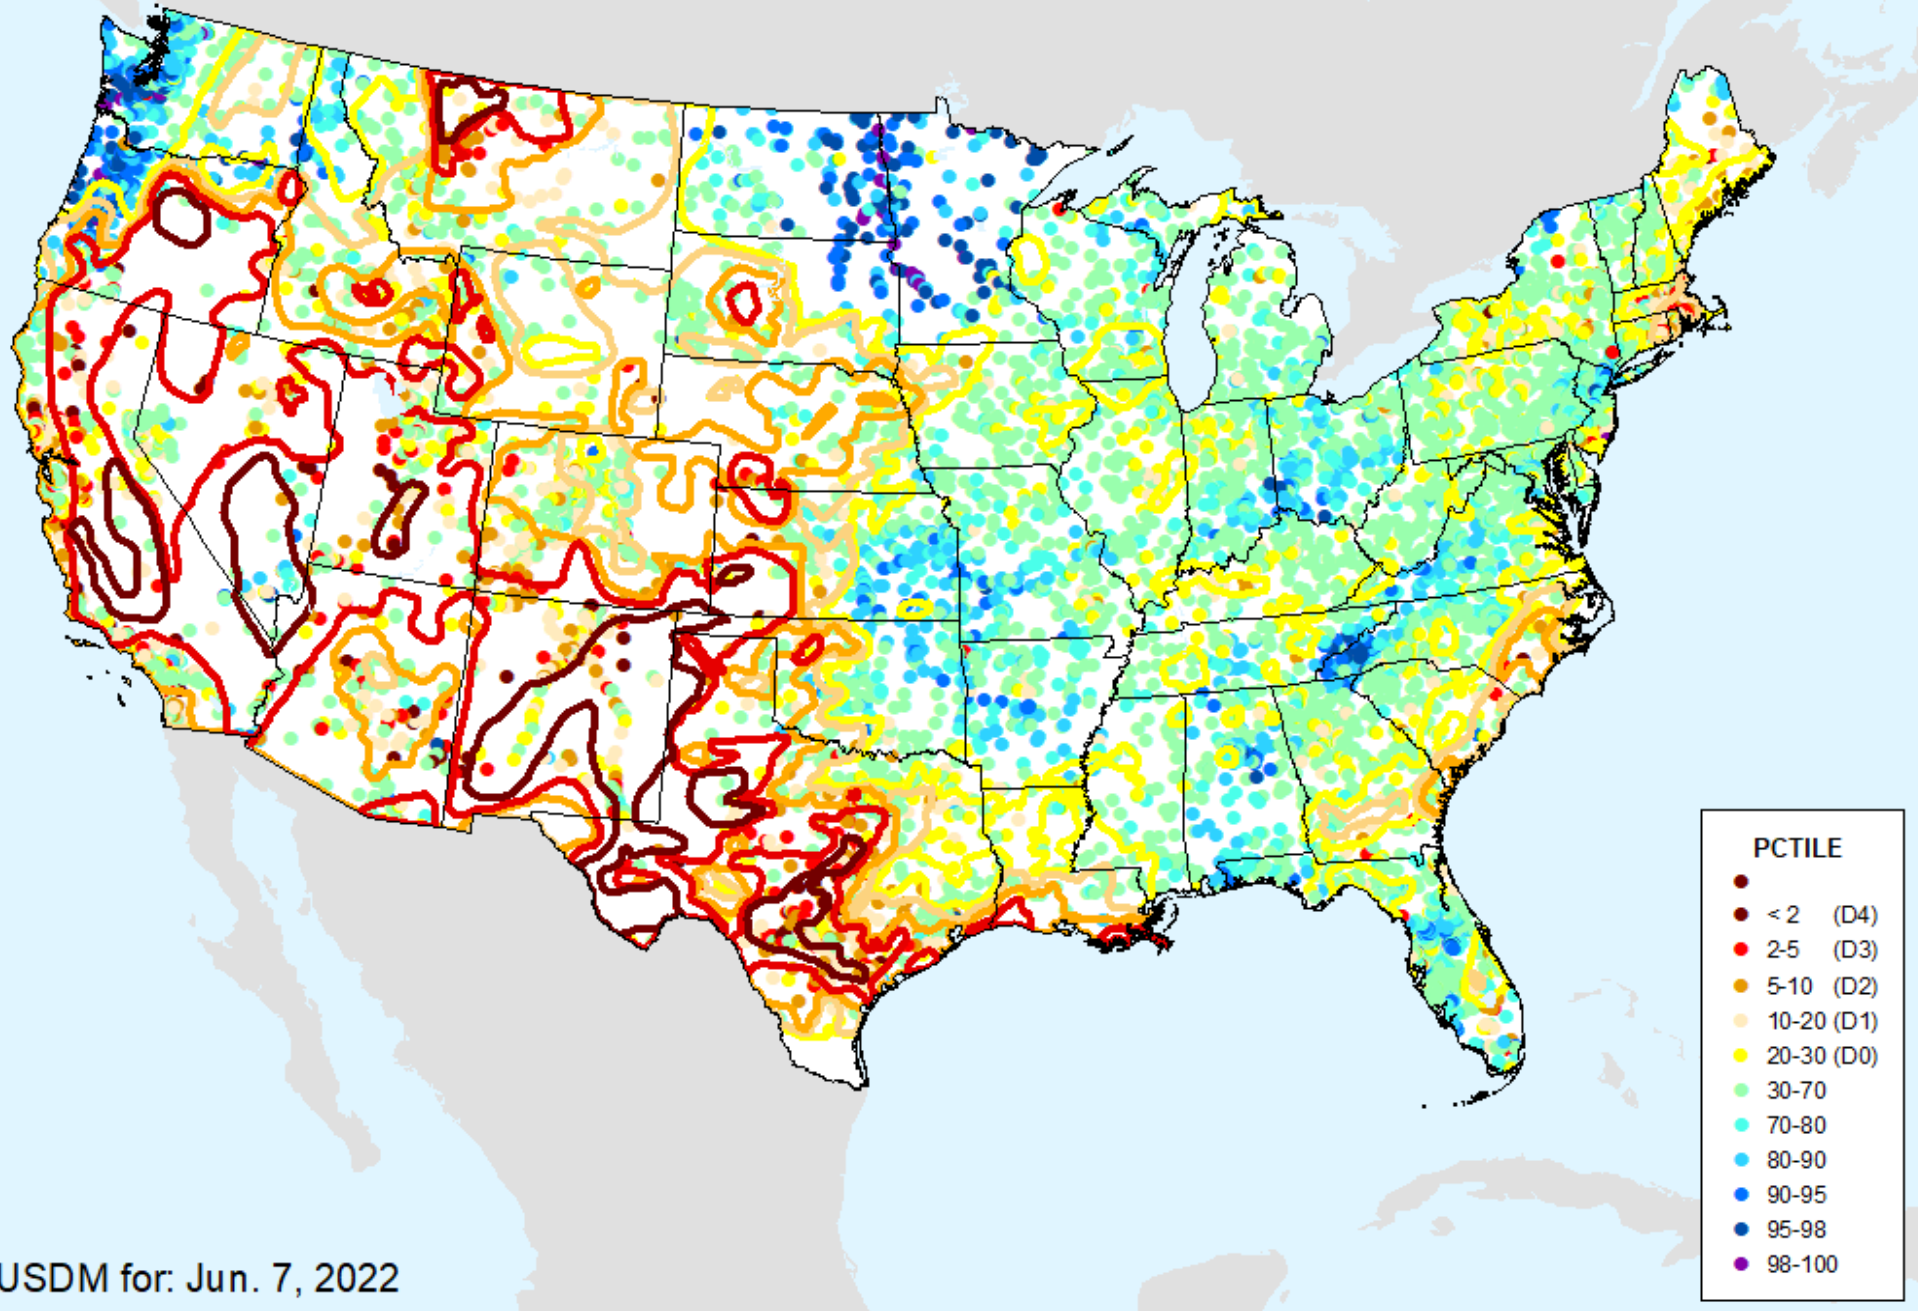 PCTILE
< 2 (D4)
2-5 (D3)
5-10 (D2)
10-20 (D1)
20-30 (D0)
30-70
70-80
80-90
90-95
95-98
98-100
USDM for: Jun. 7, 2022